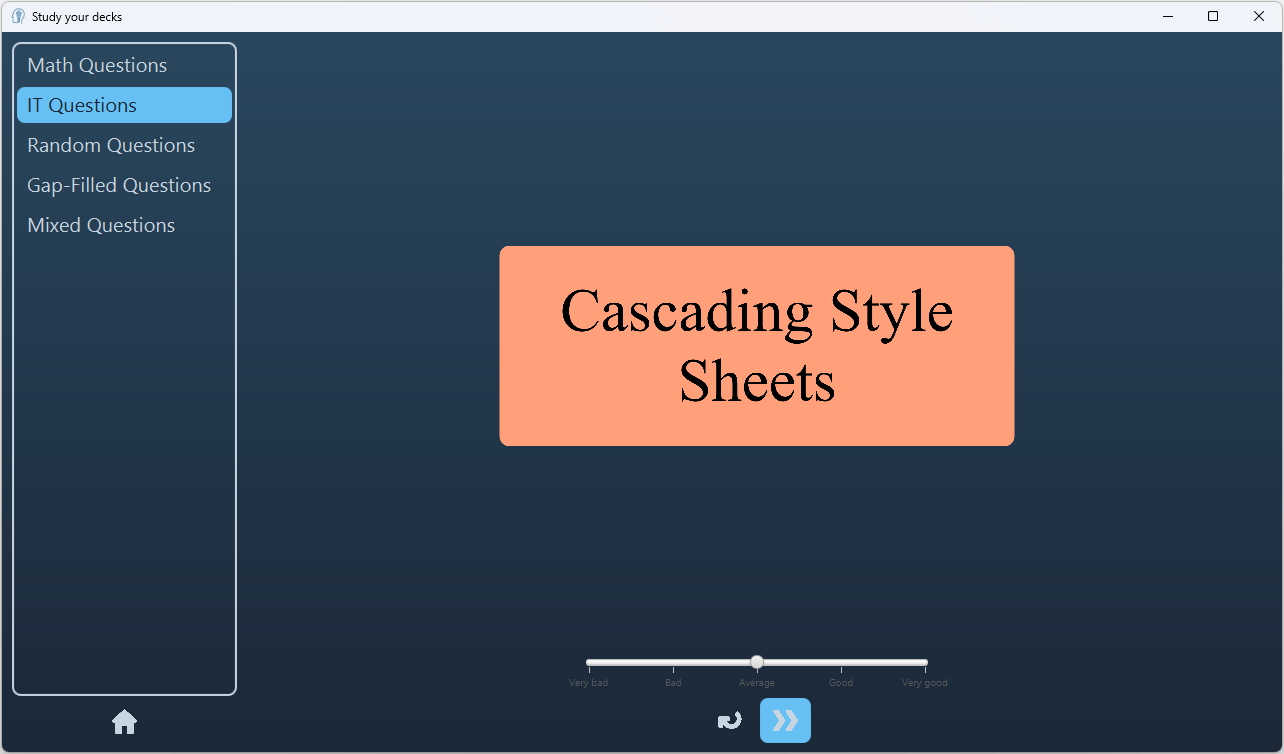 Study your decks
Math Questions
IT Questions
Random Questions
Gap-Filled Questions
Mixed Questions
Cascading Style
Sheets
Very bad Bad Average Good Very good